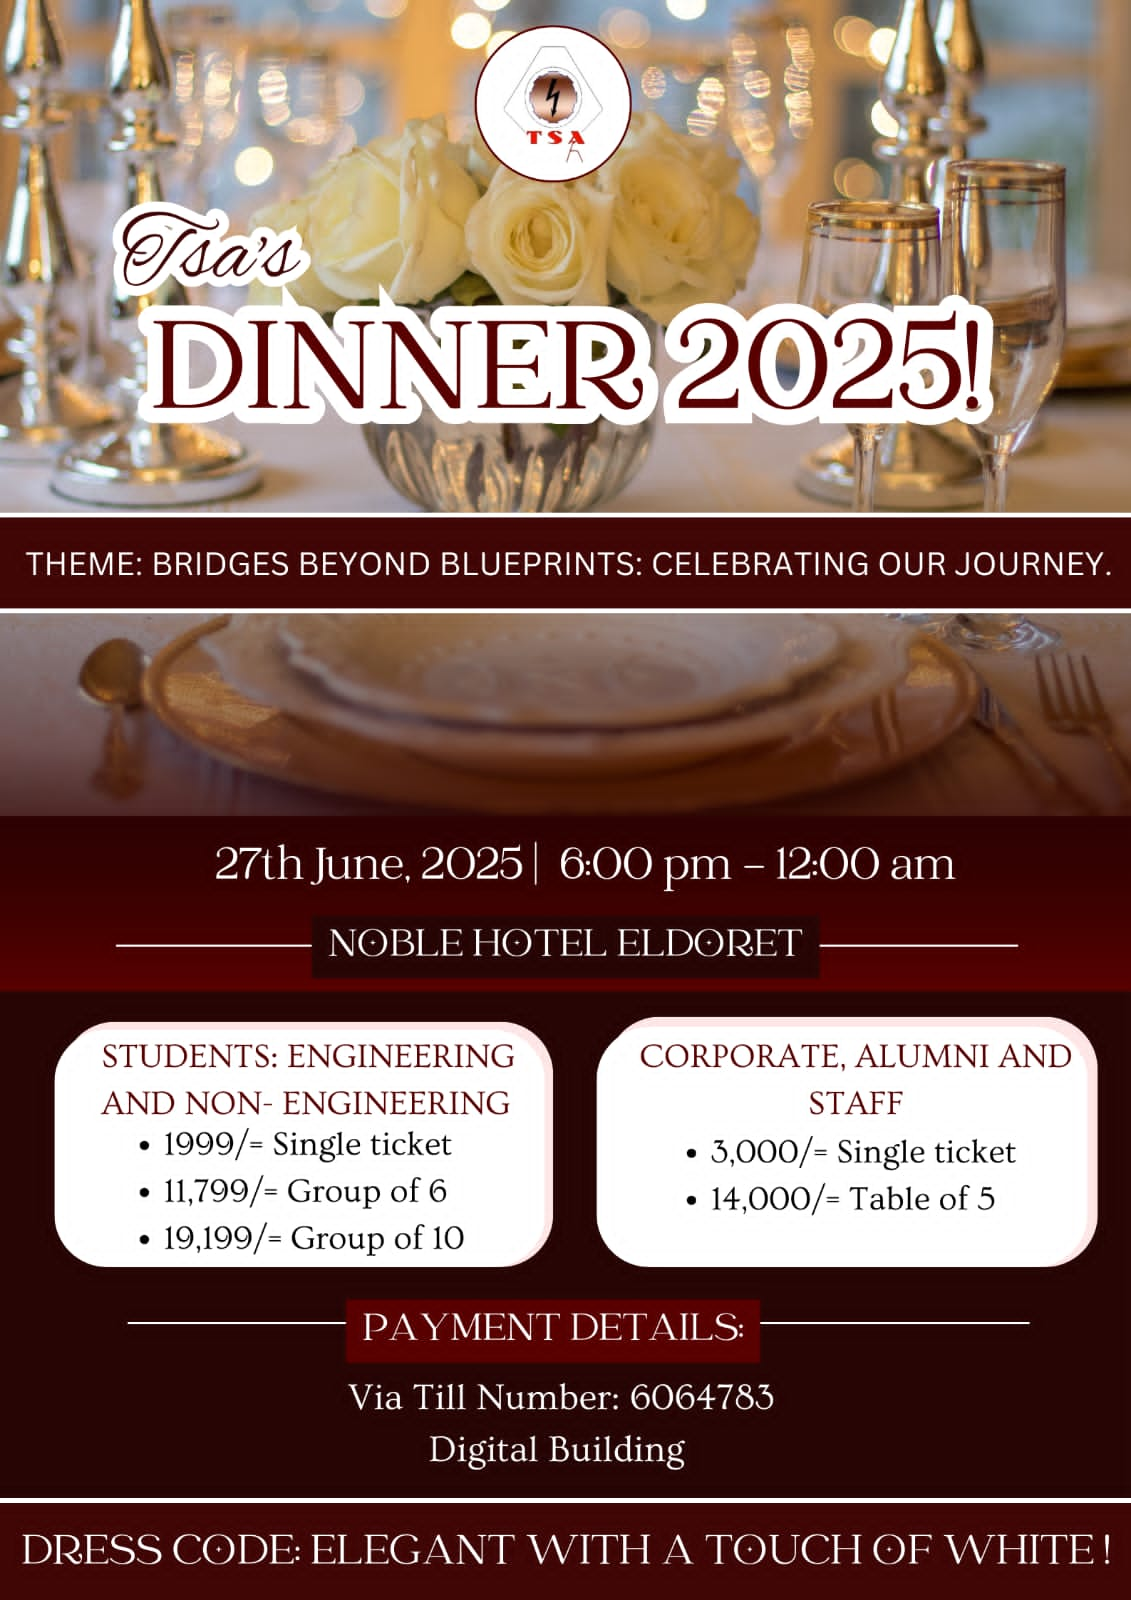 TSA
Tsa's
DINNER 2025!
THEME: BRIDGES BEYOND BLUEPRINTS: CELEBRATING OUR JOURNEY.
27th June, 2025| 6:00 pm – 12:00 am
NOBLE HOTEL ELDORET
STUDENTS: ENGINEERING
AND NON- ENGINEERING
• 1999/= Single ticket
• 11,799/= Group of 6
• 19,199/= Group of 10
CORPORATE, ALUMNI AND
STAFF
• 3,000/= Single ticket
• 14,000/= Table of 5
PAYMENT DETAILS:
Via Till Number: 6064783
Digital Building
DRESS CODE: ELEGANT WITH A TOUCH OF WHITE!